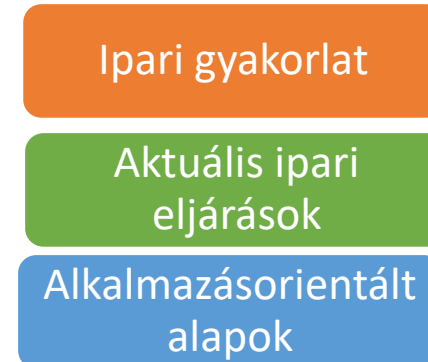 Ipari gyakorlat
Aktuális ipari
eljárások
Alkalmazásorientált
alapok